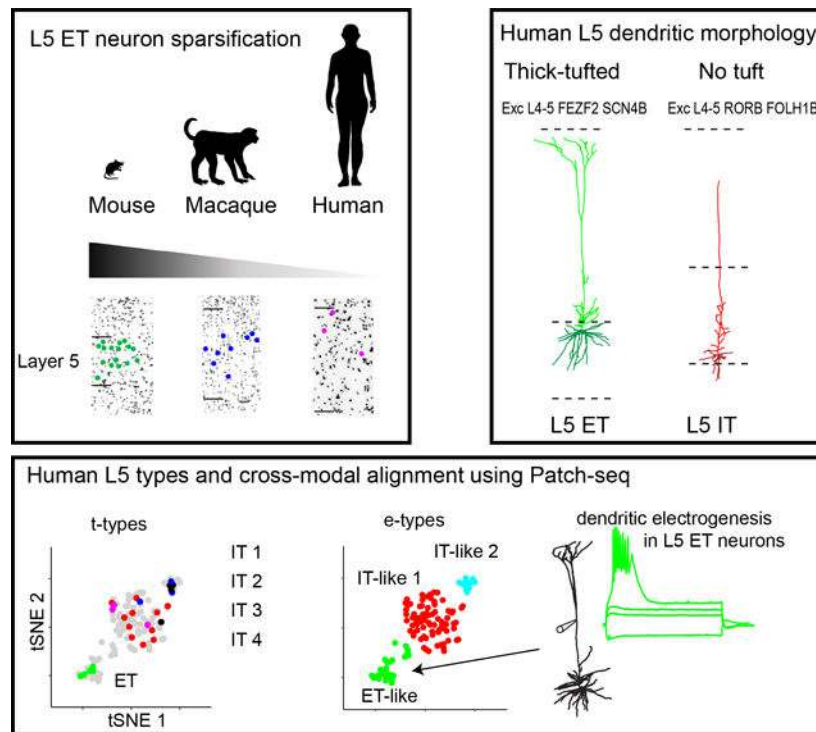 L5 ET neuron sparsification
Mouse
Macaque
Human
Layer 5
Human L5 dendritic morphology
Thick-tufted
No tuft
Exc L4-5 FEZF2 SCN4B
Exc L4-5 RORB FOLH1B
L5 ET
L5 IT
Human L5 types and cross-modal alignment using Patch-seq
t-types
IT 1
IT 2
IT 3
IT 4
ET
tSNE 2
tSNE 1
e-types
IT-like 2
IT-like 1
ET-like
dendritic electrogenesis
in L5 ET neurons